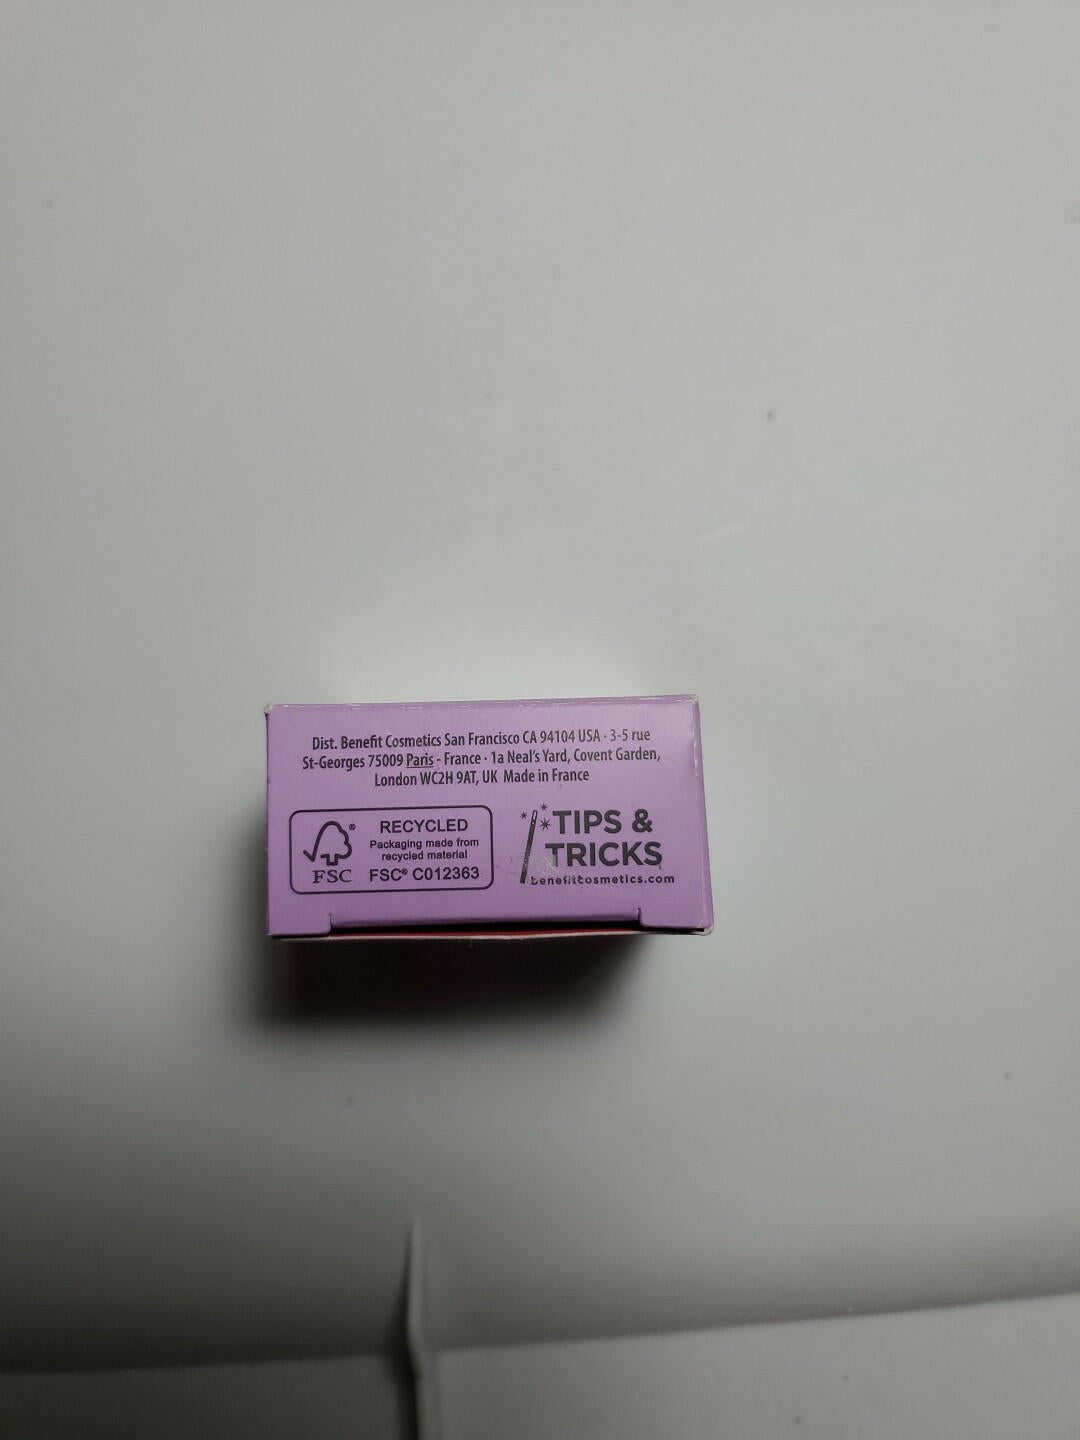 Dist. Benefit Cosmetics San Francisco CA 94104 USA · 3-5 rue
St-Georges 75009 Paris - France · 1a Neal's Yard, Covent Garden,
London WC2H 9AT, UK Made in France
FSC®
RECYCLED
Packaging made from
recycled material
FSC® C012363
TIPS &
TRICKS
benefitcosmetics.com